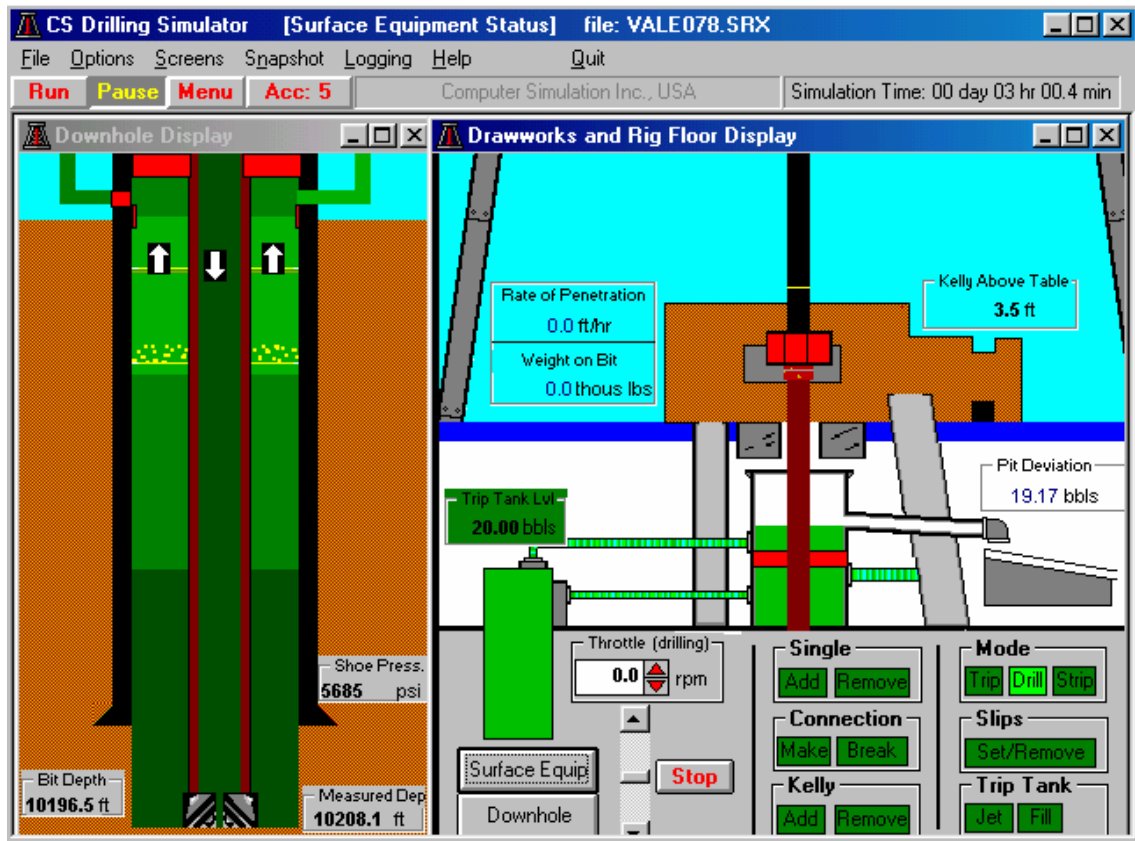 CS Drilling Simulator [Surface Equipment Status] file: VALE078.SRX
File Options Screens Snapshot Logging Help Quit
Run Pause Menu Acc: 5 Computer Simulation Inc., USA Simulation Time: 00 day 03 hr 00.4 min
Downhole Display
Shoe Press.
5685 psi
Bit Depth
10196.5 ft
Measured Dep
10208.1 ft
Drawworks and Rig Floor Display
Rate of Penetration
0.0 ft/hr
Weight on Bit
0.0 thous lbs
Kelly Above Table
3.5 ft
Pit Deviation
19.17 bbls
Trip Tank Lvl
20.00 bbls
Throttle (drilling)
0.0 rpm
Surface Equip
Downhole
Stop
Single
Add Remove
Connection
Make Break
Kelly
Add Remove
Mode
Trip Drill Strip
Slips
Set/Remove
Trip Tank
Jet Fill